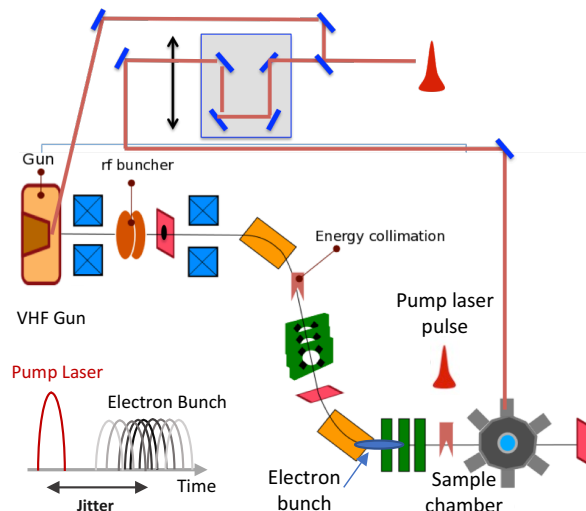 Gun
rf buncher
Energy collimation
VHF Gun
Pump laser
pulse
Pump Laser
Electron Bunch
Time
Jitter
Electron
bunch
Sample
chamber